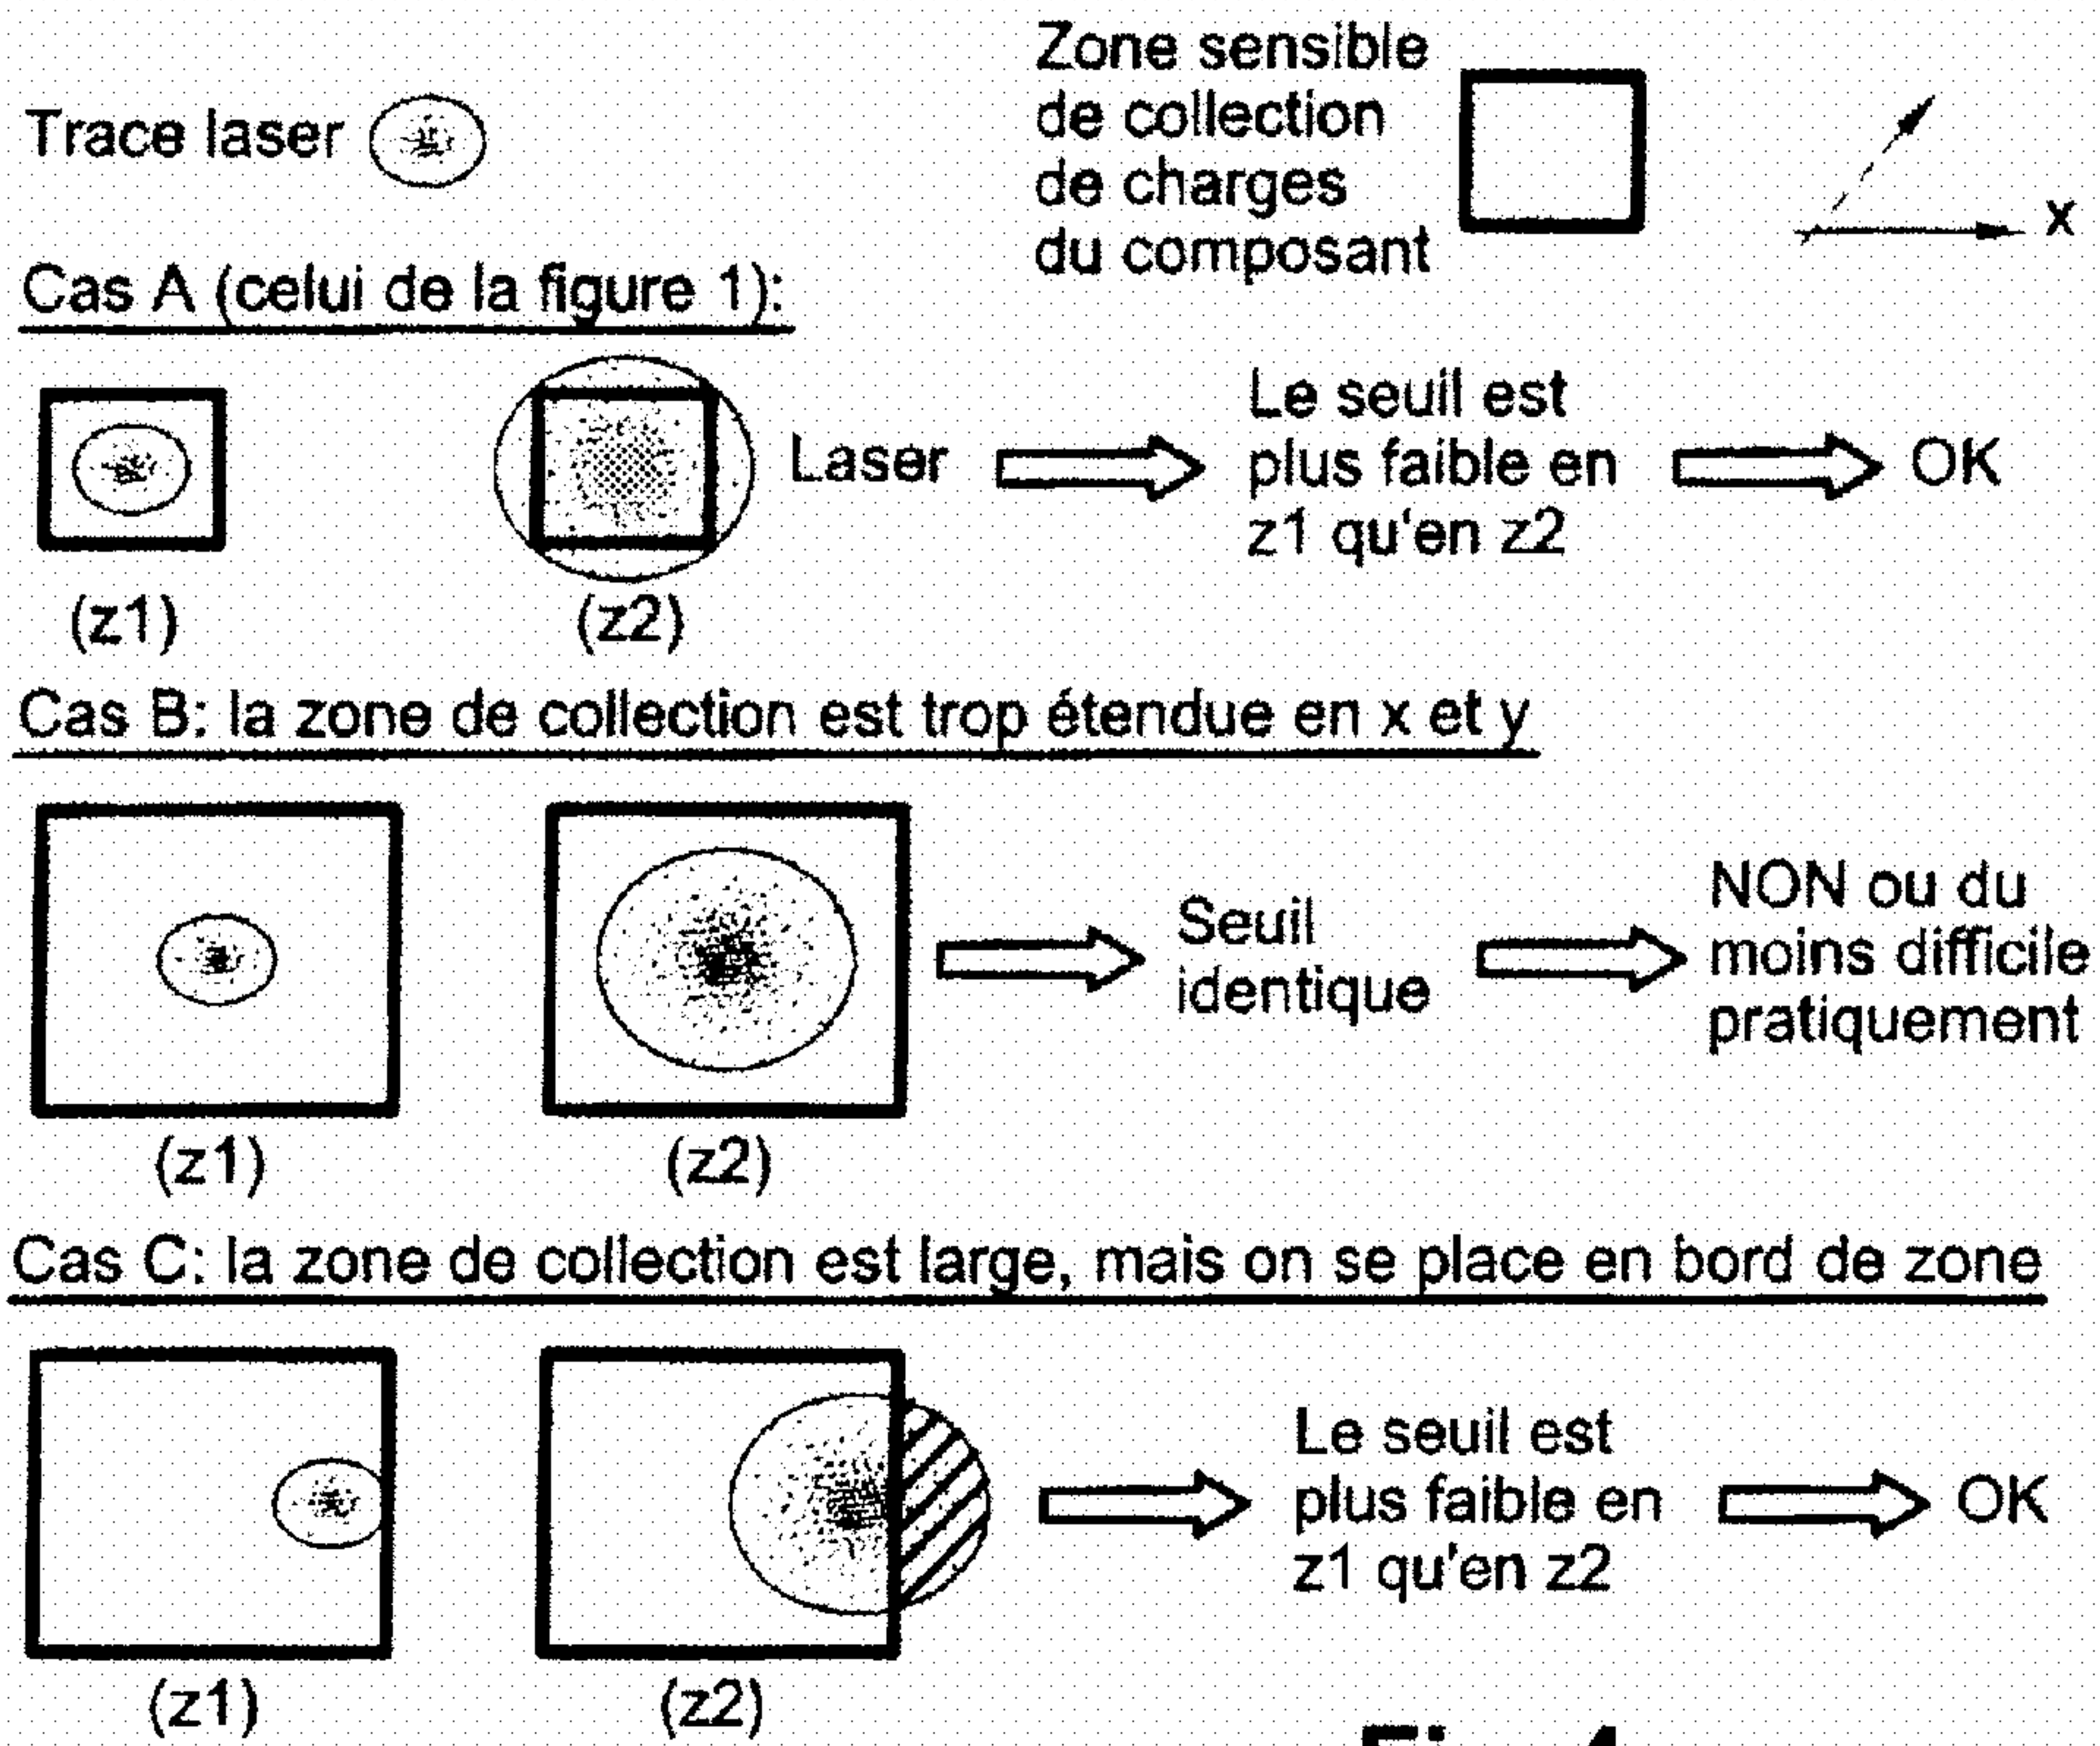 Trace laser
Zone sensible
de collection
de charges
du composant
x
Cas A (celui de la figure 1):
(z1)
(z2)
Laser
Le seuil est
plus faible en
z1 qu'en z2
OK
Cas B: la zone de collection est trop étendue en x et y
(z1)
(z2)
Seuil
identique
NON ou du
moins difficile
pratiquement
Cas C: la zone de collection est large, mais on se place en bord de zone
(z1)
(z2)
Le seuil est
plus faible en
z1 qu'en z2
OK